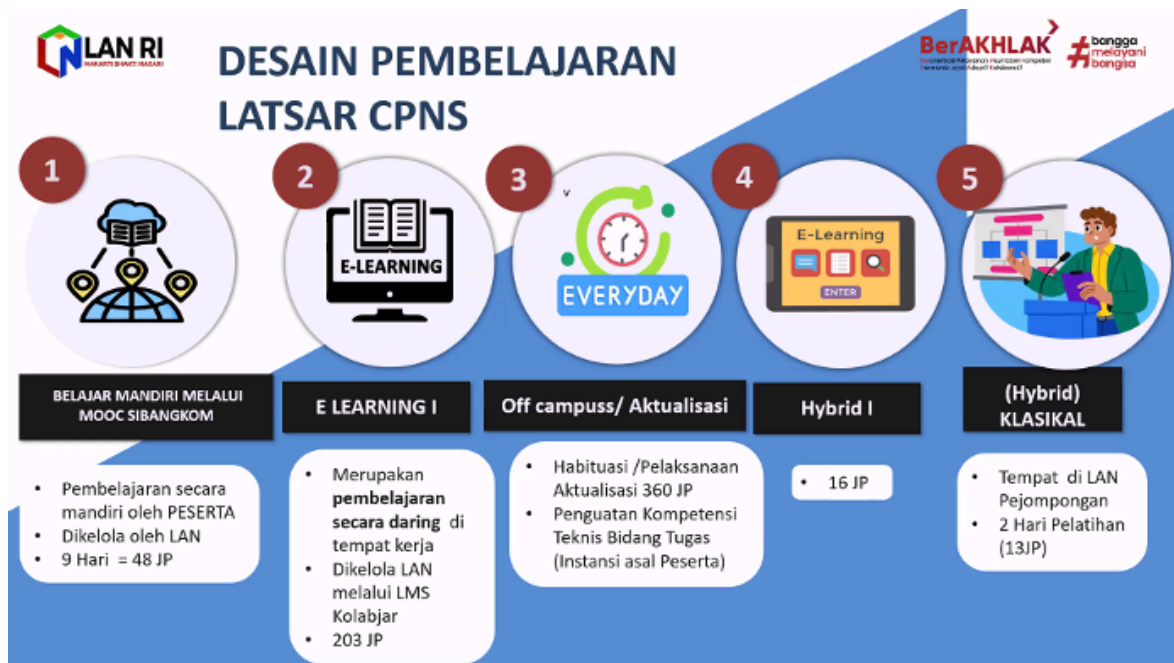 LAN RI
MAKARTI BHAKTI NAGARI
DESAIN PEMBELAJARAN
LATSAR CPNS
BerAKHLAK
#bangga
melayani
bangsa
1
2
3
4
5
E-LEARNING
EVERYDAY
E-Learning
ENTER
BELAJAR MANDIRI MELALUI
MOOC SIBANGKOM
• Pembelajaran secara
mandiri oleh PESERTA
• Dikelola oleh LAN
• 9 Hari = 48 JP
E LEARNING I
• Merupakan
pembelajaran
secara daring di
tempat kerja
• Dikelola LAN
melalui LMS
Kolabjar
• 203 JP
Off campuss/ Aktualisasi
• Habituasi /Pelaksanaan
Aktualisasi 360 JP
• Penguatan Kompetensi
Teknis Bidang Tugas
(Instansi asal Peserta)
Hybrid I
• 16 JP
(Hybrid)
KLASIKAL
• Tempat di LAN
Pejompongan
• 2 Hari Pelatihan
(13JP)